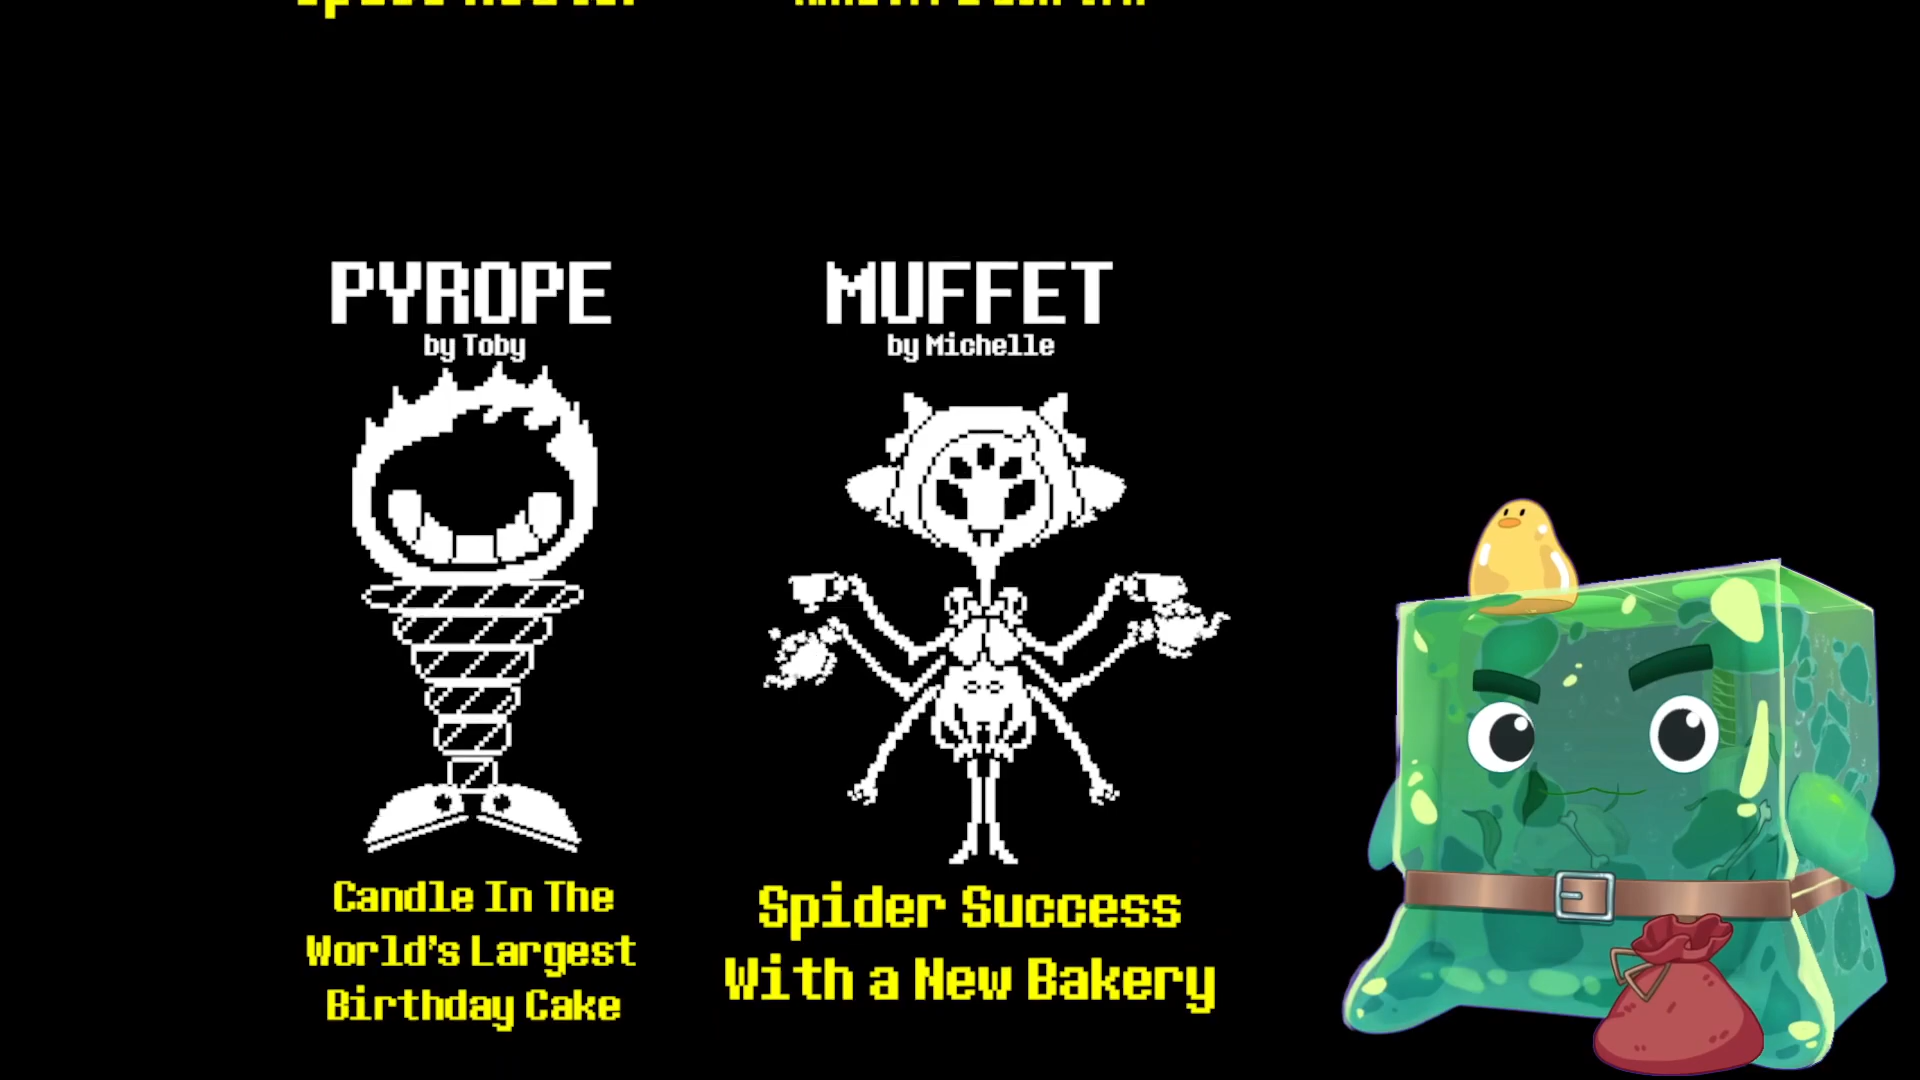 PYROPE
by Toby
Candle In The
World's Largest
Birthday Cake
MUFFET
by Michelle
Spider Success
With a New Bakery